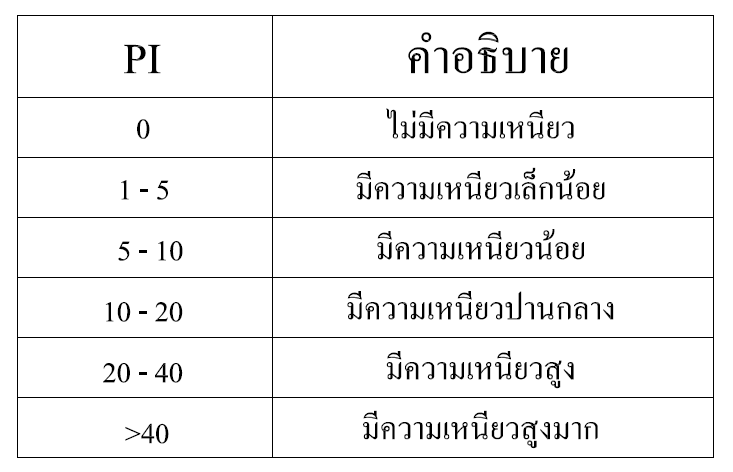 PI คำอธิบาย
0 ไม่มีความเหนียว
1 - 5 มีความเหนียวเล็กน้อย
5 - 10 มีความเหนียวน้อย
10 - 20 มีความเหนียวปานกลาง
20 - 40 มีความเหนียวสูง
>40 มีความเหนียวสูงมาก